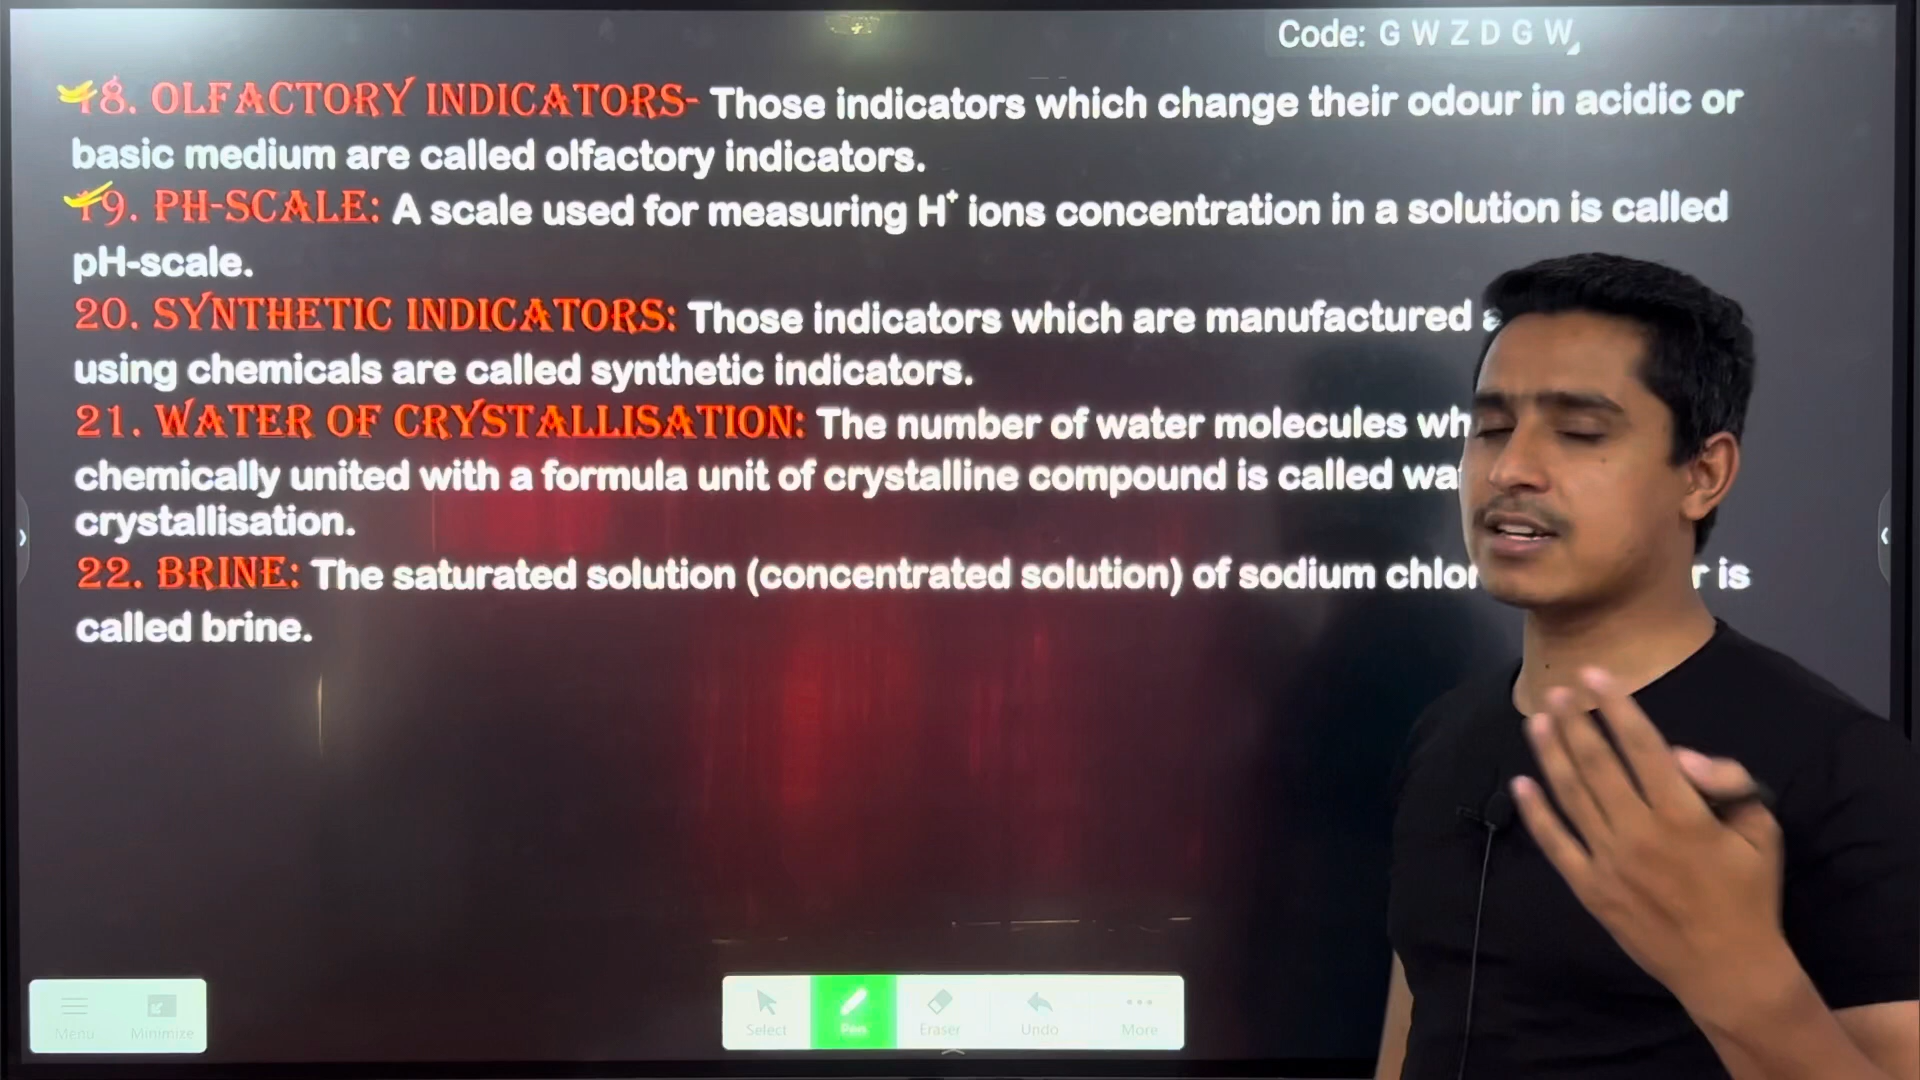 Code: G W Z D G W
18. OLFACTORY INDICATORS- Those indicators which change their odour in acidic or
basic medium are called olfactory indicators.
19. PH-SCALE: A scale used for measuring H⁺ ions concentration in a solution is called
pH-scale.
20. SYNTHETIC INDICATORS: Those indicators which are manufactured
using chemicals are called synthetic indicators.
21. WATER OF CRYSTALLISATION: The number of water molecules
chemically united with a formula unit of crystalline compound is called
crystallisation.
22. BRINE: The saturated solution (concentrated solution) of sodium is
called brine.
Menu Minimize Select Pen Eraser Undo More